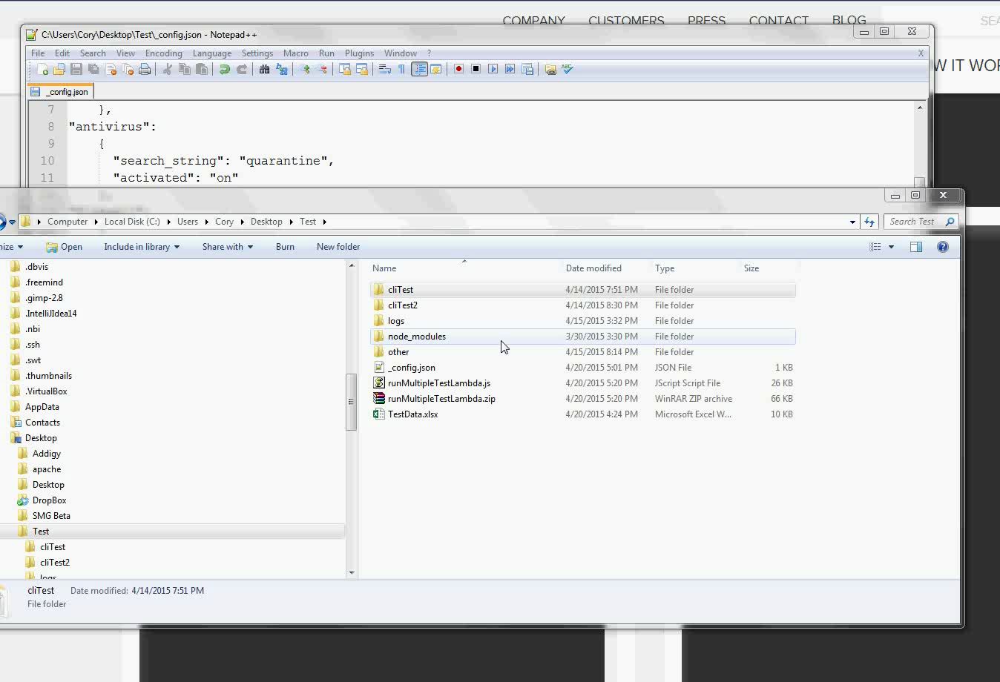 COMPANY CUSTOMERS PRESS CONTACT BLOG SEA
C:\Users\Cory\Desktop\Test\_config.json - Notepad++
File Edit Search View Encoding Language Settings Macro Run Plugins Window ? X
W IT WOR
_config.json
7 },
8 "antivirus":
9 {
10 "search_string": "quarantine",
11 "activated": "on"
Computer Local Disk (C:) Users Cory Desktop Test Search Test
nize Open Include in library Share with Burn New folder
Name Date modified Type Size
.dbvis
.freemind
.gimp-2.8
.IntelliJIdea14
.nbi
.ssh
.swt
.thumbnails
.VirtualBox
AppData
Contacts
Desktop
Addigy
apache
Desktop
DropBox
SMG Beta
Test
cliTest
cliTest2
logs
cliTest 4/14/2015 7:51 PM File folder
cliTest2 4/14/2015 8:30 PM File folder
logs 4/15/2015 3:32 PM File folder
node_modules 3/30/2015 3:30 PM File folder
other 4/15/2015 8:14 PM File folder
_config.json 4/20/2015 5:01 PM JSON File 1 KB
runMultipleTestLambda.js 4/20/2015 5:20 PM JScript Script File 26 KB
runMultipleTestLambda.zip 4/20/2015 5:20 PM WinRAR ZIP archive 66 KB
TestData.xlsx 4/20/2015 4:24 PM Microsoft Excel W... 10 KB
cliTest Date modified: 4/14/2015 7:51 PM
File folder